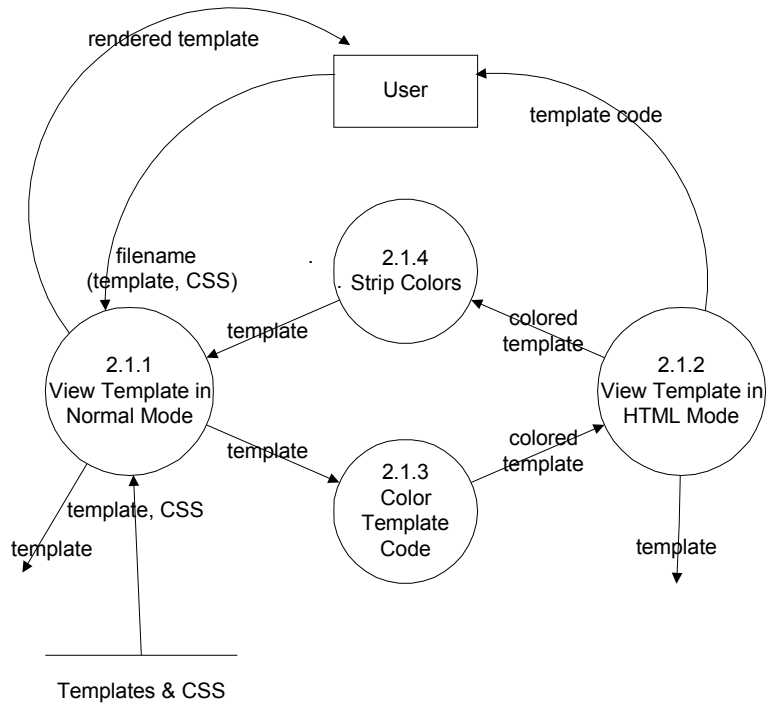 rendered template
User
template code
filename
(template, CSS)
2.1.4
Strip Colors
template
colored
template
2.1.1
View Template in
Normal Mode
2.1.2
View Template in
HTML Mode
template
colored
template
2.1.3
Color
Template
Code
template, CSS
template
template
Templates & CSS